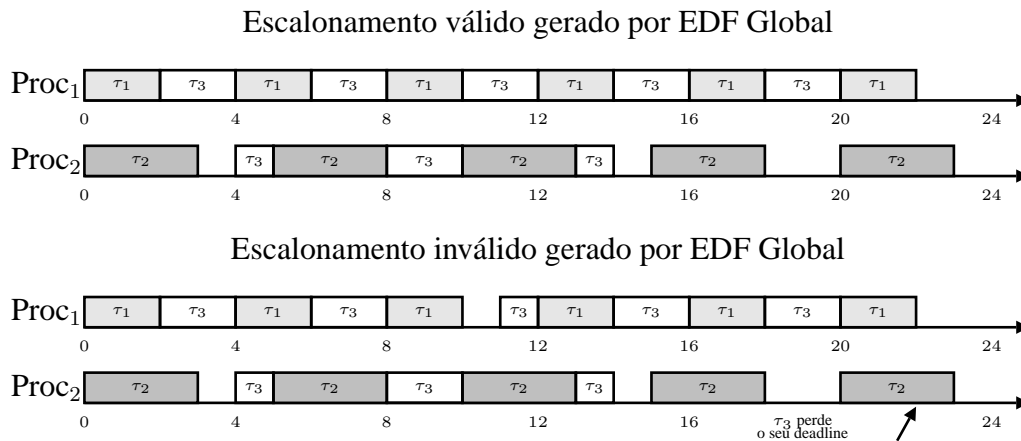 Escalonamento válido gerado por EDF Global
Proc₁ τ₁ τ₃ τ₁ τ₃ τ₁ τ₃ τ₁ τ₃ τ₁ τ₃ τ₁
0 4 8 12 16 20 24
Proc₂ τ₂ τ₃ τ₂ τ₃ τ₂ τ₃ τ₂ τ₂
0 4 8 12 16 20 24
Escalonamento inválido gerado por EDF Global
Proc₁ τ₁ τ₃ τ₁ τ₃ τ₁ τ₃ τ₁ τ₃ τ₁ τ₃ τ₁
0 4 8 12 16 20 24
Proc₂ τ₂ τ₃ τ₂ τ₃ τ₂ τ₃ τ₂ τ₂
0 4 8 12 16 20 24
τ₃ perde
o seu deadline